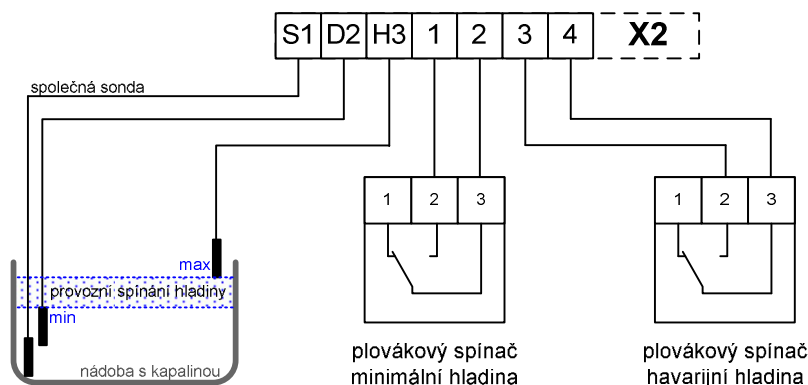 S1 D2 H3 1 2 3 4 X2
společná sonda
1 2 3
1 2 3
max
provozní spínání hladiny
min
nádoba s kapalinou
plovákový spínač
minimální hladina
plovákový spínač
havarijní hladina